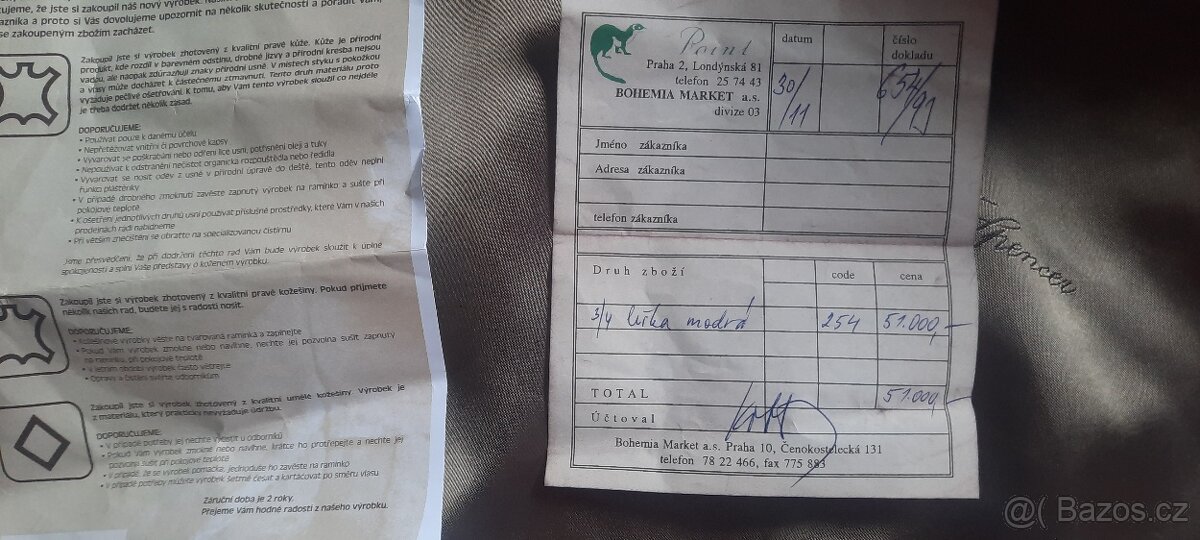 tujeme, že jste si zakoupil náš nový výrobek. Naším
azníka a proto si Vás dovolujeme upozornit na několik skutečností a poradit Vám,
se zakoupeným zbožím zacházet.
Zakoupil jste si výrobek zhotovený z kvalitní pravé kůže. Kůže je přírodní
produkt, kde rozdíl v barevném odstínu, drobné jizvy a přírodní kresba nejsou
vadou, ale naopak zdůrazňují znaky přírodní usně. V místech styku s pokožkou
a vlasy může docházet k částečnému ztmavnutí. Tento druh materiálu proto
vyžaduje pečlivé ošetřování. K tomu, aby Vám tento výrobek sloužil co nejdéle
je třeba dodržet několik zásad.
DOPORUČUJEME:
• Používat pouze k danému účelu
• Nepřetěžovat vnitřní či povrchové kapsy
• Vyvarovat se poškrábání nebo odření líce usní, potřísnění oleji a tuky
• Nepoužívat k odstranění nečistot organická rozpouštědla nebo ředidla
• Vyvarovat se nosit oděv z usně v přírodní úpravě do deště, tento oděv neplní
funkci pláštěnky
• V případě drobného zmoknutí zavěste zapnutý výrobek na ramínko a sušte při
pokojové teplotě
• K ošetření jednotlivých druhů usní používat příslušné prostředky, které Vám v našich
prodejnách rádi nabídneme
• Při větším znečištění se obraťte na specializovanou čistírnu
Jsme přesvědčeni, že při dodržení těchto rad Vám bude výrobek sloužit k úplné
spokojenosti a splní Vaše představy o koženém výrobku.
Zakoupil jste si výrobek zhotovený z kvalitní pravé kožešiny. Pokud přijmete
několik našich rad, budete jej s radostí nosit.
DOPORUČUJEME:
• Kožešinové výrobky věste na tvarovaná ramínka a zapínejte
• Pokud Vám výrobek zmokne nebo navlhne, nechte jej pozvolna sušit zapnutý
na ramínku, při pokojové teplotě
• V letním období výrobek často větrejte
• Opravy a čištění svěřte odborníkům
Zakoupil jste si výrobek zhotovený z kvalitní umělé kožešiny. Výrobek je
z materiálu, který prakticky nevyžaduje údržbu.
DOPORUČUJEME:
• V případě potřeby jej nechte vyčistit u odborníků
• Pokud Vám výrobek zmokne nebo navlhne, krátce ho protřepejte a nechte jej
pozvolna sušit při pokojové teplotě
• V případě, že se výrobek pomačká, jednoduše ho zavěste na ramínko
• V případě potřeby můžete výrobek šetrně česat a kartáčovat po směru vlasu
Záruční doba je 2 roky.
Přejeme Vám hodně radosti z našeho výrobku.
Point
Praha 2, Londýnská 81
telefon 25 74 43
BOHEMIA MARKET a.s.
divize 03
datum
30/11
číslo
dokladu
654/91
Jméno zákazníka
Adresa zákazníka
telefon zákazníka
Druh zboží code cena
3/4 liška modrá 254 51.000,—
TOTAL 51.000,—
Účtoval
Bohemia Market a.s. Praha 10, Černokostelecká 131
telefon 78 22 466, fax 775 883
Spencer
@( Bazos.cz